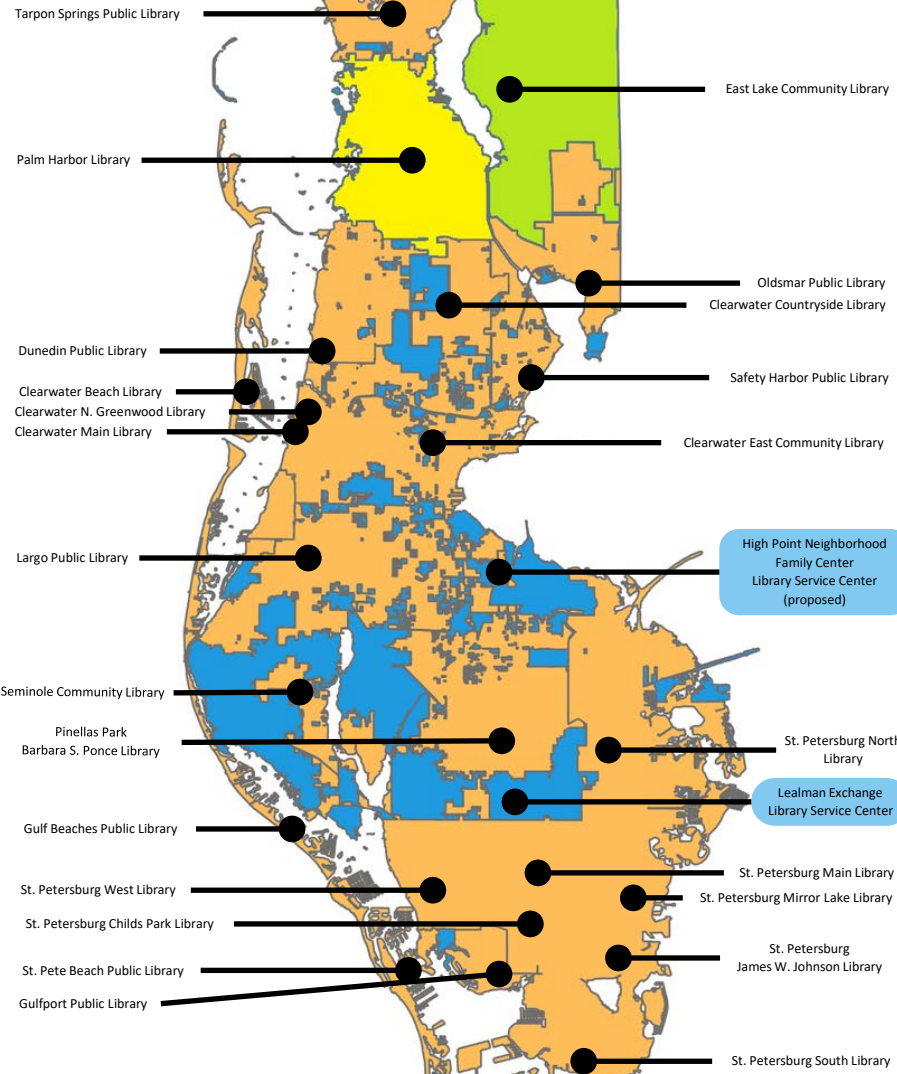 Tarpon Springs Public Library
East Lake Community Library
Palm Harbor Library
Oldsmar Public Library
Clearwater Countryside Library
Dunedin Public Library
Safety Harbor Public Library
Clearwater Beach Library
Clearwater N. Greenwood Library
Clearwater Main Library
Clearwater East Community Library
Largo Public Library
High Point Neighborhood
Family Center
Library Service Center
(proposed)
Seminole Community Library
Pinellas Park
Barbara S. Ponce Library
St. Petersburg North
Library
Lealman Exchange
Library Service Center
Gulf Beaches Public Library
St. Petersburg Main Library
St. Petersburg West Library
St. Petersburg Mirror Lake Library
St. Petersburg Childs Park Library
St. Petersburg
James W. Johnson Library
St. Pete Beach Public Library
Gulfport Public Library
St. Petersburg South Library